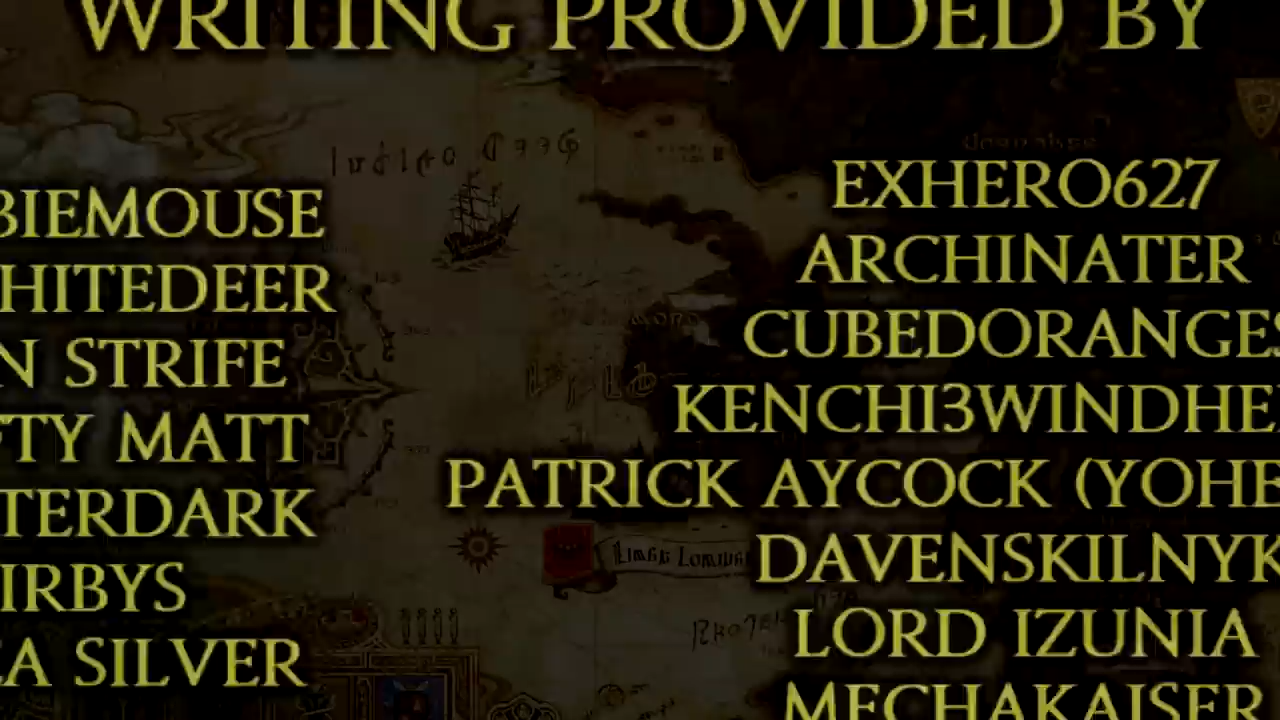 WRITING PROVIDED BY
BIEMOUSE
HITEDEER
N STRIFE
TY MATT
TERDARK
IRBYS
A SILVER
EXHERO627
ARCHINATER
CUBEDORANGES
KENCHI3WINDHE
PATRICK AYCOCK (YOHE
DAVENSKILNYK
LORD IZUNIA
MECHAKAISER